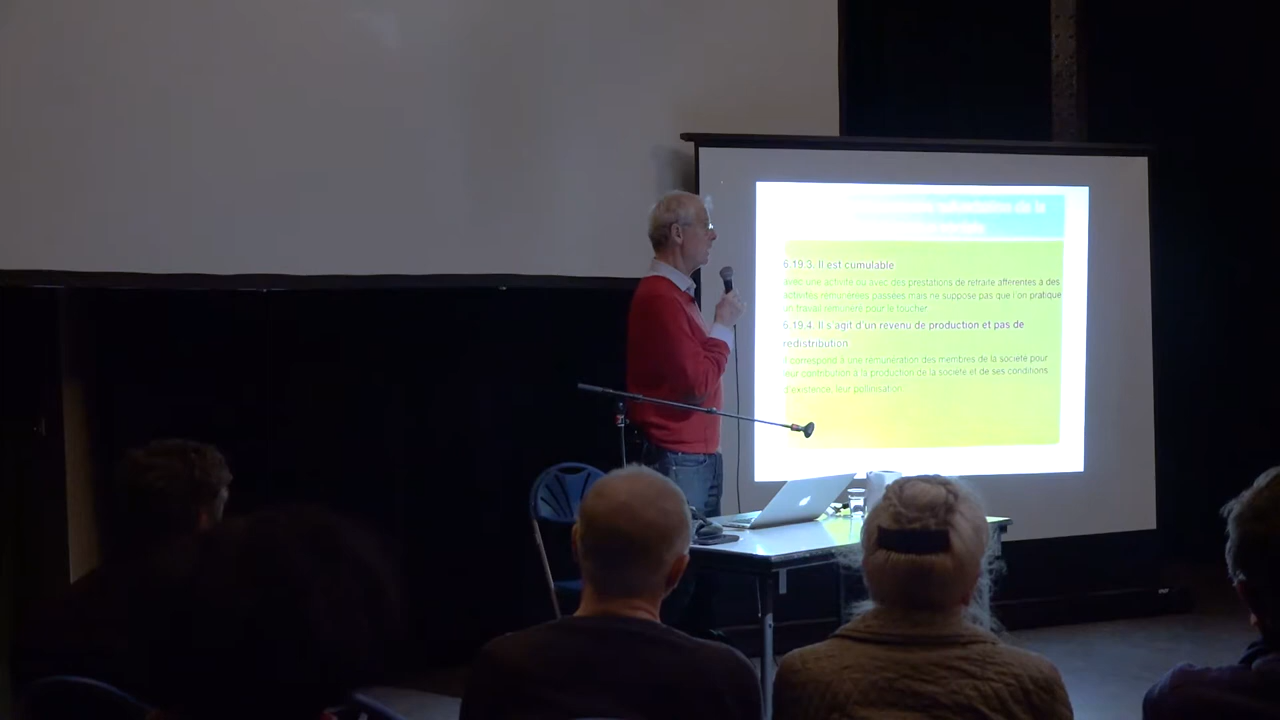 subordination de la
6.19.3. Il est cumulable
avec une activité ou avec des prestations de retraite afférentes à des
activités rémunérées passées mais ne suppose pas que l'on pratique
un travail rémunéré pour le toucher
6.19.4. Il s'agit d'un revenu de production et pas de
redistribution
Il correspond à une rémunération des membres de la société pour
leur contribution à la production de la société et de ses conditions
d'existence, leur pollinisation